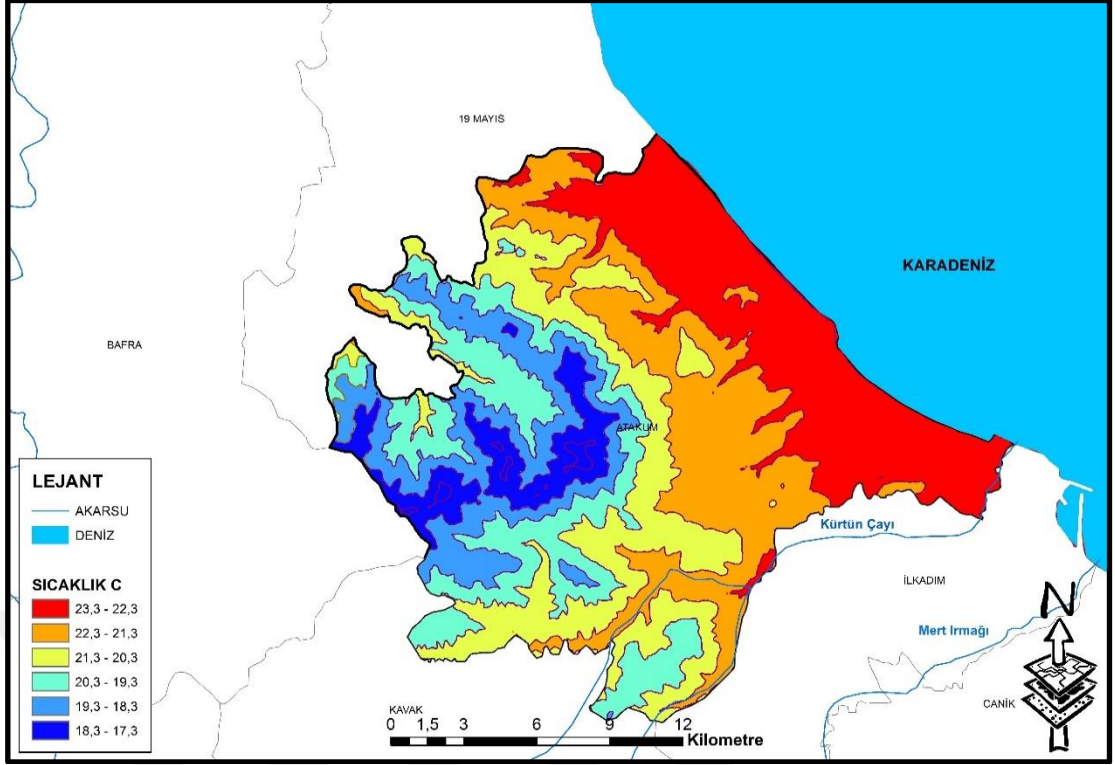 19 MAYIS
KARADENİZ
BAFRA
ATAKUM
LEJANT
AKARSU
DENİZ
SICAKLIK C
23,3 - 22,3
22,3 - 21,3
21,3 - 20,3
20,3 - 19,3
19,3 - 18,3
18,3 - 17,3
Kürtün Çayı
İLKADIM
Mert Irmağı
CANİK
N
KAVAK
0 1,5 3 6 9 12
Kilometre